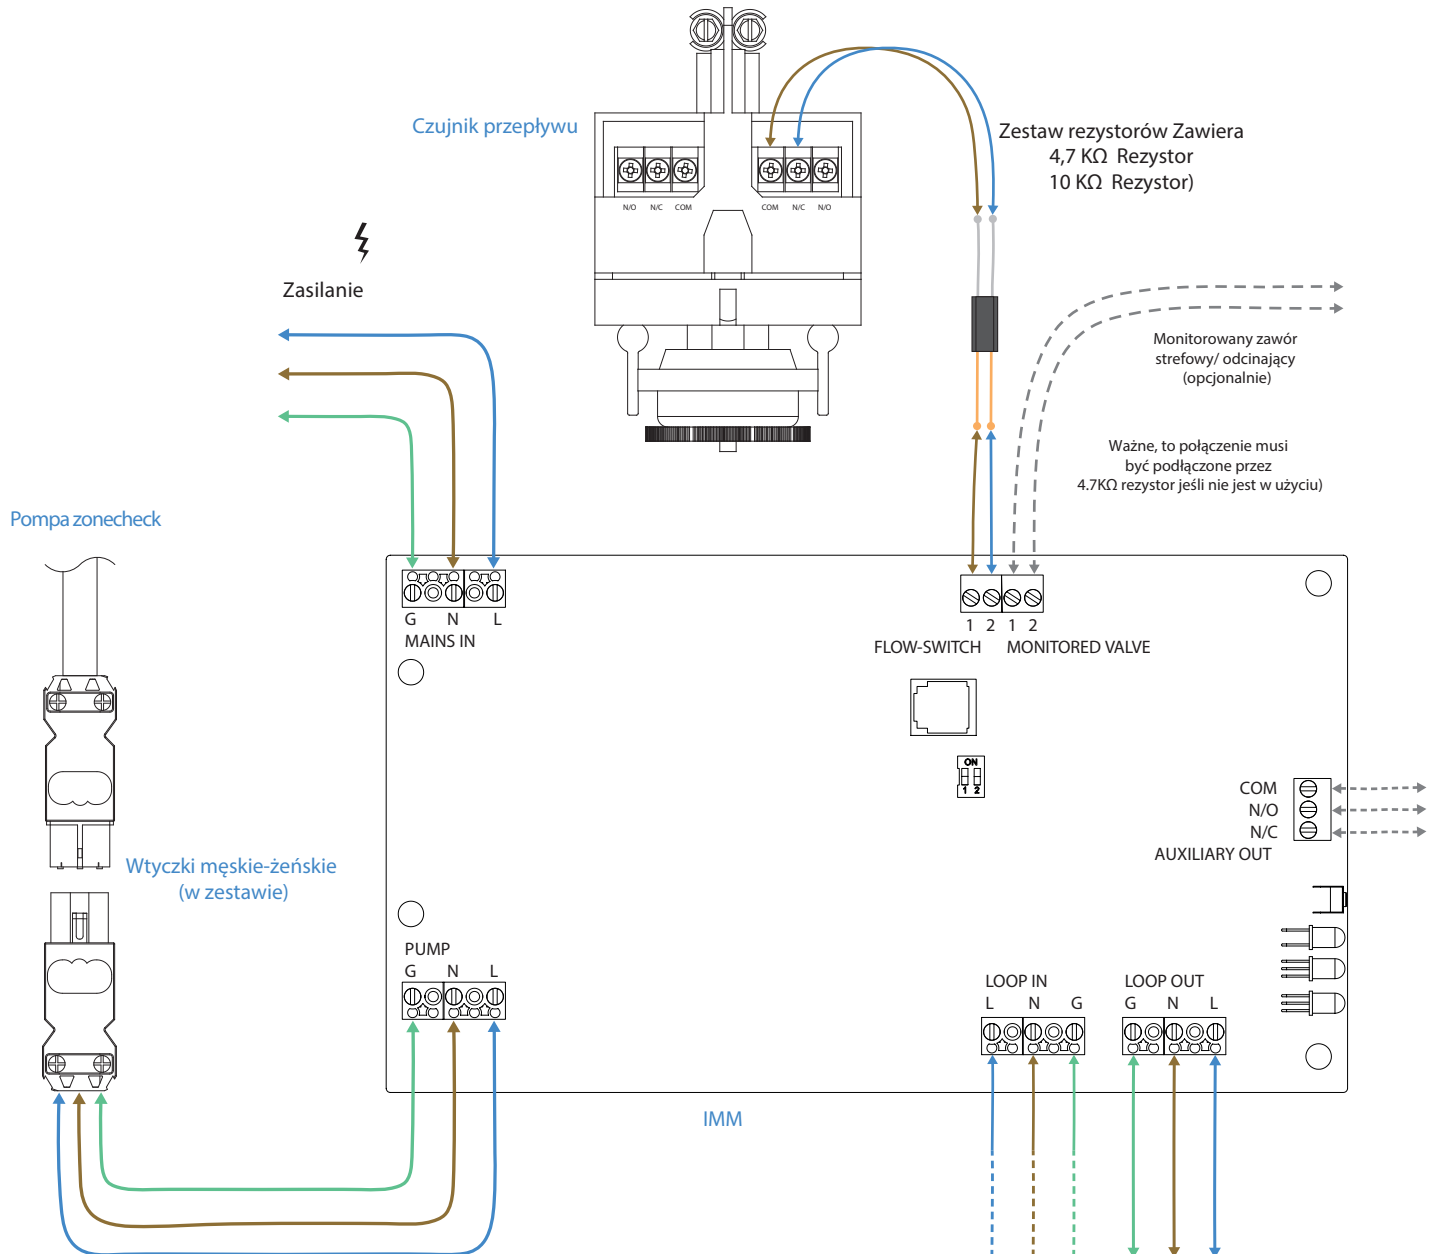 Czujnik przepływu
Zestaw rezystorów Zawiera
4,7 KΩ Rezystor
10 KΩ Rezystor)
N/O N/C COM
COM N/C N/O
Zasilanie
Monitorowany zawór
strefowy/ odcinający
(opcjonalnie)
Ważne, to połączenie musi
być podłączone przez
4.7KΩ rezystor jeśli nie jest w użyciu)
Pompa zonecheck
G N L
MAINS IN
1 2 1 2
FLOW-SWITCH MONITORED VALVE
ON
1 2
COM
N/O
N/C
AUXILIARY OUT
Wtyczki męskie-żeńskie
(w zestawie)
PUMP
G N L
LOOP IN
L N G
LOOP OUT
G N L
IMM